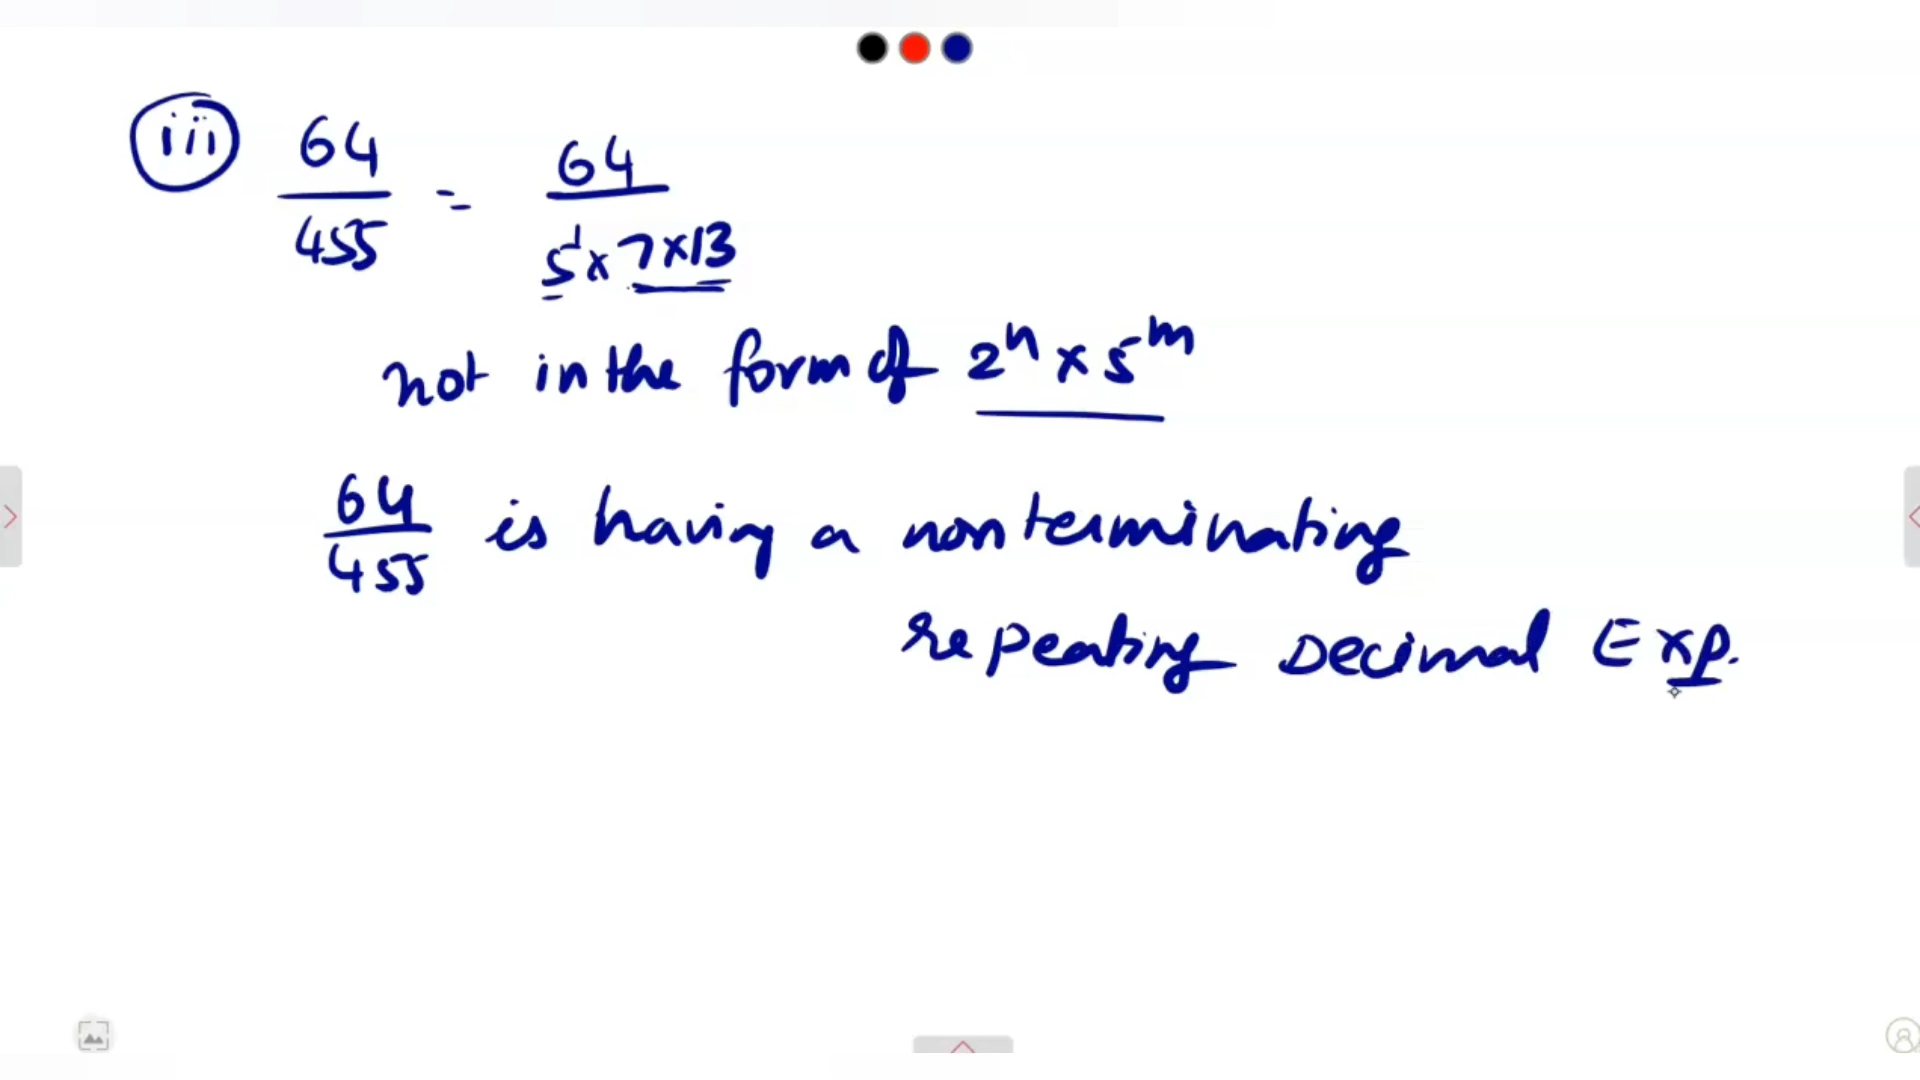 iii 64/455 = 64/5¹ x 7 x 13
not in the form of 2ⁿ x 5ᵐ
64/455 is having a non terminating
repeating Decimal Exp.